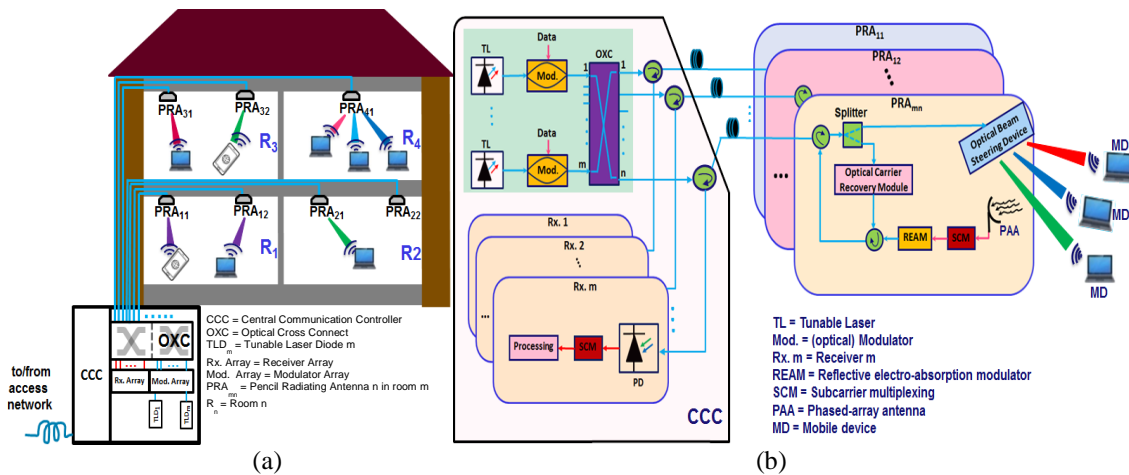 PRA31
PRA32
PRA41
R3
R4
PRA11
PRA12
PRA21
PRA22
R1
R2
CCC
OXC
Rx. Array
Mod. Array
TLD1
TLDm
to/from
access
network
CCC = Central Communication Controller
OXC = Optical Cross Connect
TLD_m = Tunable Laser Diode m
Rx. Array = Receiver Array
Mod. Array = Modulator Array
PRA_mn = Pencil Radiating Antenna n in room m
R_n = Room n
(a)
TL
Data
Mod.
OXC
1
1
TL
Data
Mod.
m
n
Rx. 1
Rx. 2
Rx. m
Processing
SCM
PD
CCC
PRA11
PRA12
PRAmn
Splitter
Optical Beam
Steering Device
Optical Carrier
Recovery Module
REAM
SCM
PAA
MD
MD
MD
TL = Tunable Laser
Mod. = (optical) Modulator
Rx. m = Receiver m
REAM = Reflective electro-absorption modulator
SCM = Subcarrier multiplexing
PAA = Phased-array antenna
MD = Mobile device
(b)